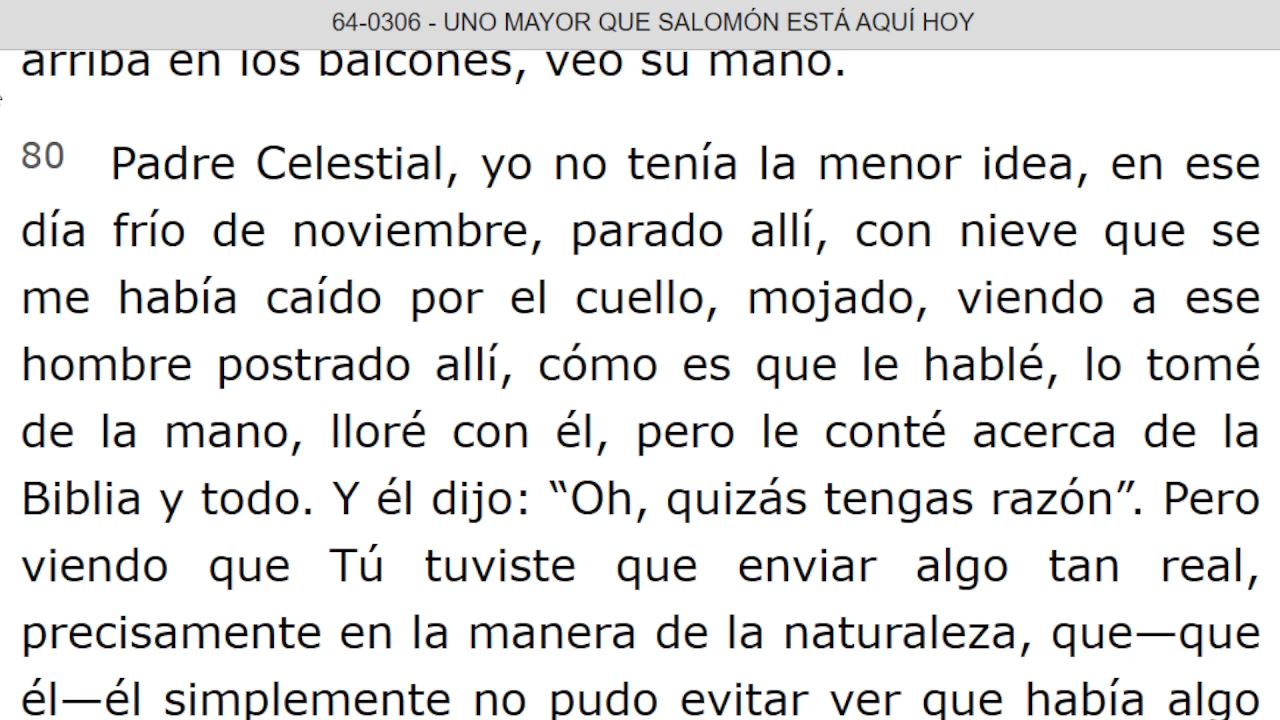 64-0306 - UNO MAYOR QUE SALOMÓN ESTÁ AQUÍ HOY
arriba en los balcones, veo su mano.
80 Padre Celestial, yo no tenía la menor idea, en ese
día frío de noviembre, parado allí, con nieve que se
me había caído por el cuello, mojado, viendo a ese
hombre postrado allí, cómo es que le hablé, lo tomé
de la mano, lloré con él, pero le conté acerca de la
Biblia y todo. Y él dijo: “Oh, quizás tengas razón”. Pero
viendo que Tú tuviste que enviar algo tan real,
precisamente en la manera de la naturaleza, que—que
él—él simplemente no pudo evitar ver que había algo